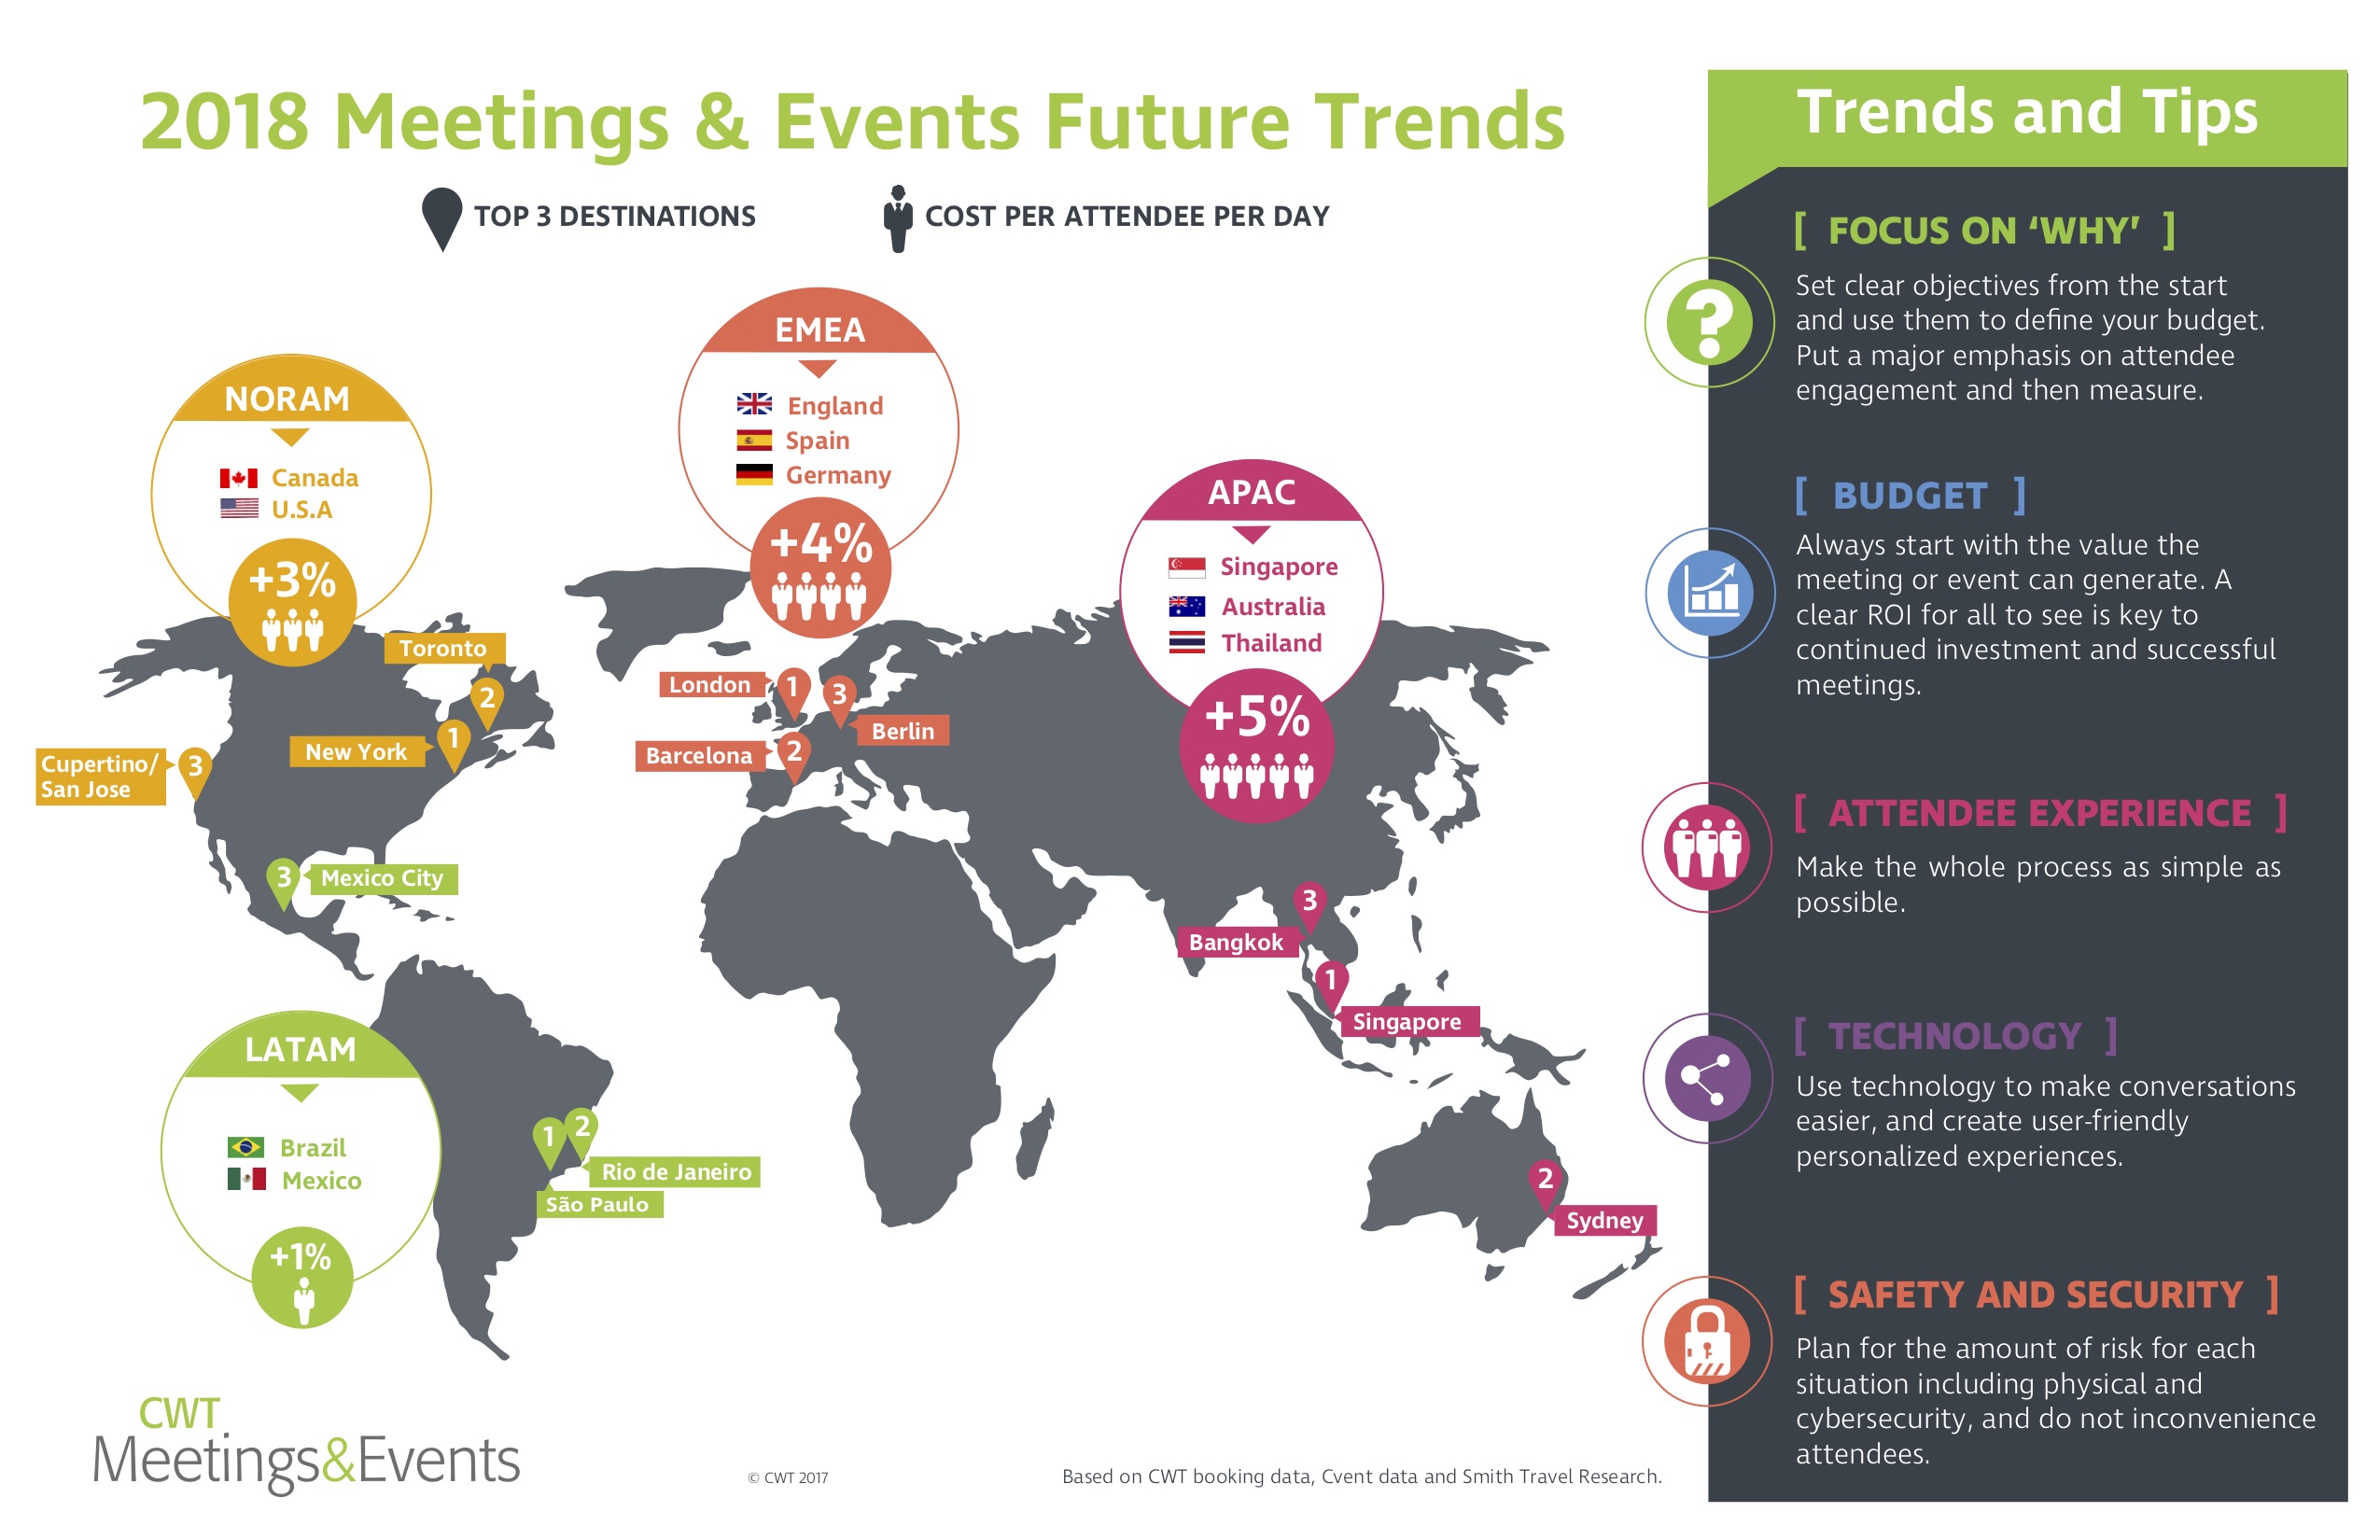 2018 Meetings & Events Future Trends
TOP 3 DESTINATIONS
COST PER ATTENDEE PER DAY
NORAM
Canada
U.S.A
+3%
EMEA
England
Spain
Germany
+4%
APAC
Singapore
Australia
Thailand
+5%
LATAM
Brazil
Mexico
+1%
Toronto
2
New York
1
Cupertino/
San Jose
3
3
Mexico City
London
1
3
Berlin
Barcelona
2
3
Bangkok
1
Singapore
2
Sydney
1
2
Rio de Janeiro
São Paulo
Trends and Tips
[ FOCUS ON ‘WHY’ ]
?
Set clear objectives from the start
and use them to define your budget.
Put a major emphasis on attendee
engagement and then measure.
[ BUDGET ]
Always start with the value the
meeting or event can generate. A
clear ROI for all to see is key to
continued investment and successful
meetings.
[ ATTENDEE EXPERIENCE ]
Make the whole process as simple as
possible.
[ TECHNOLOGY ]
Use technology to make conversations
easier, and create user-friendly
personalized experiences.
[ SAFETY AND SECURITY ]
Plan for the amount of risk for each
situation including physical and
cybersecurity, and do not inconvenience
attendees.
CWT
Meetings&Events
© CWT 2017
Based on CWT booking data, Cvent data and Smith Travel Research.